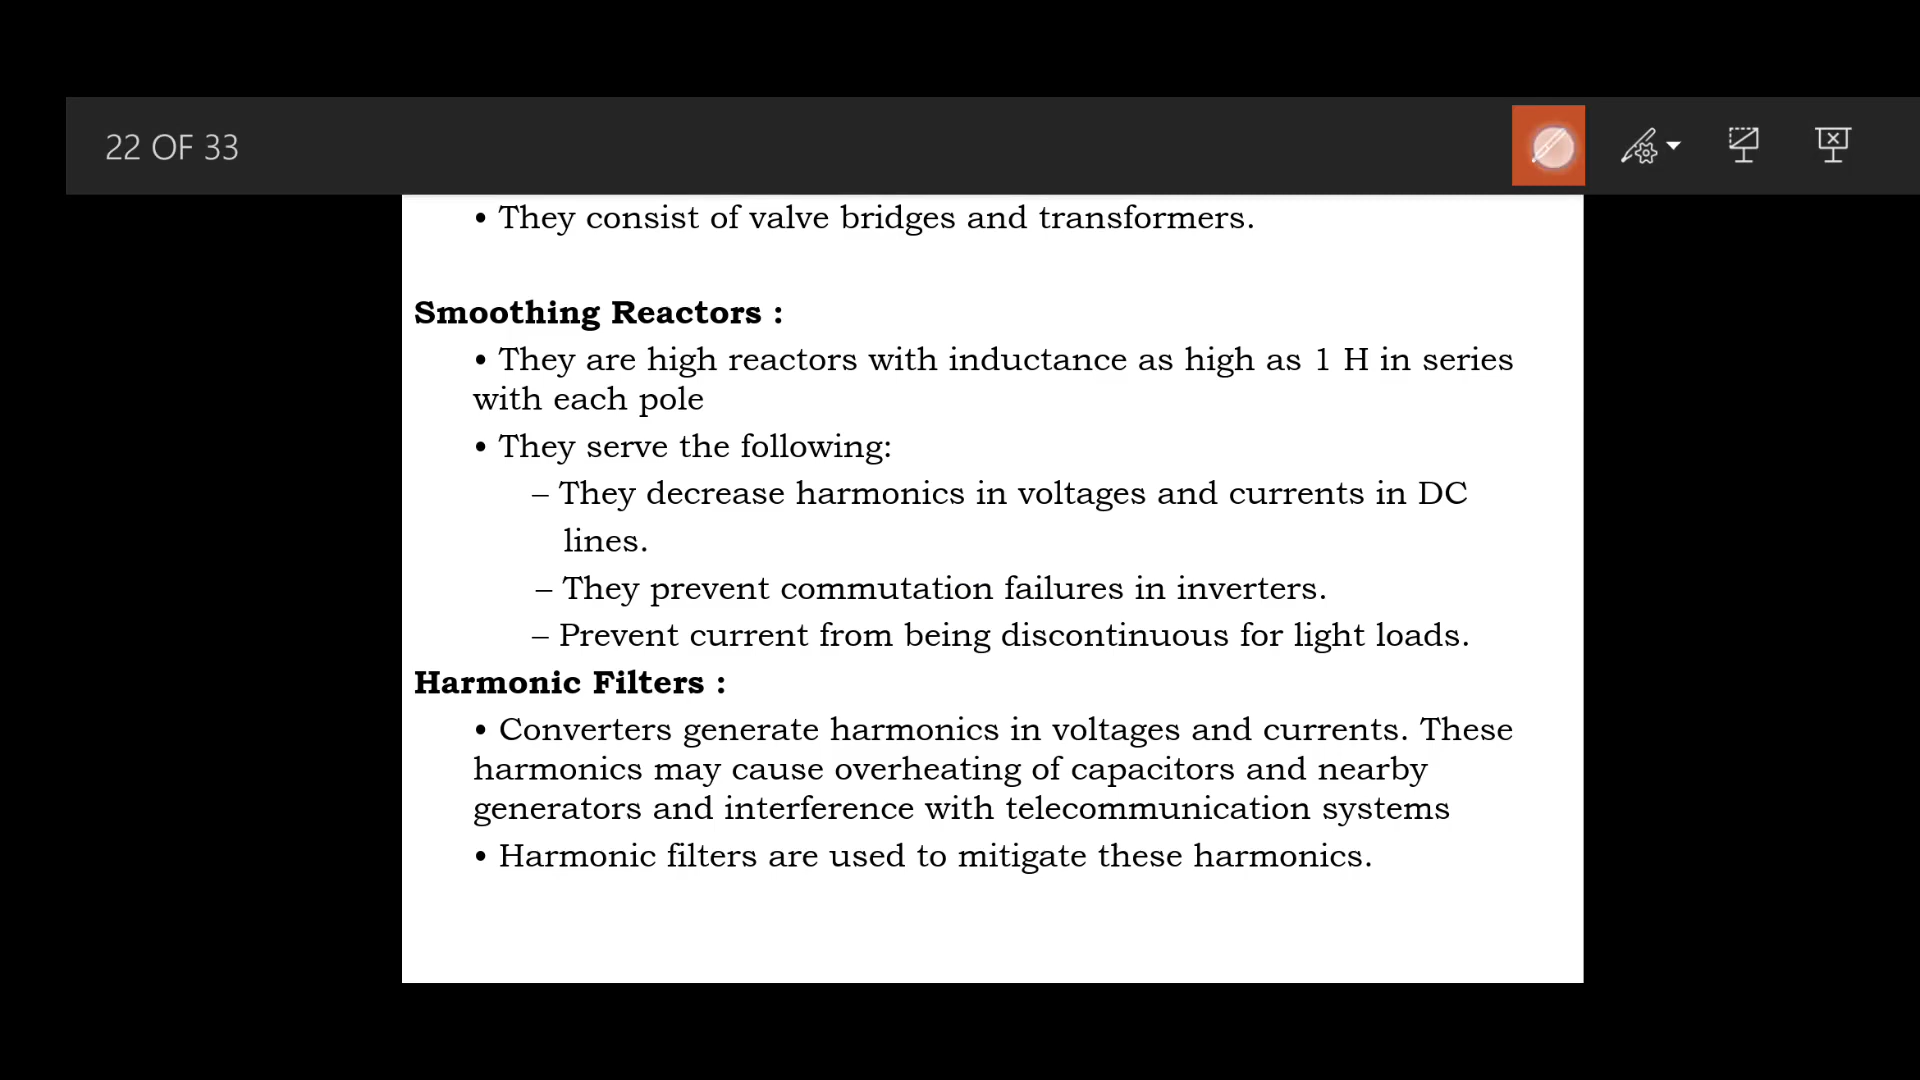 22 OF 33
• They consist of valve bridges and transformers.
Smoothing Reactors :
• They are high reactors with inductance as high as 1 H in series
with each pole
• They serve the following:
– They decrease harmonics in voltages and currents in DC
lines.
– They prevent commutation failures in inverters.
– Prevent current from being discontinuous for light loads.
Harmonic Filters :
• Converters generate harmonics in voltages and currents. These
harmonics may cause overheating of capacitors and nearby
generators and interference with telecommunication systems
• Harmonic filters are used to mitigate these harmonics.